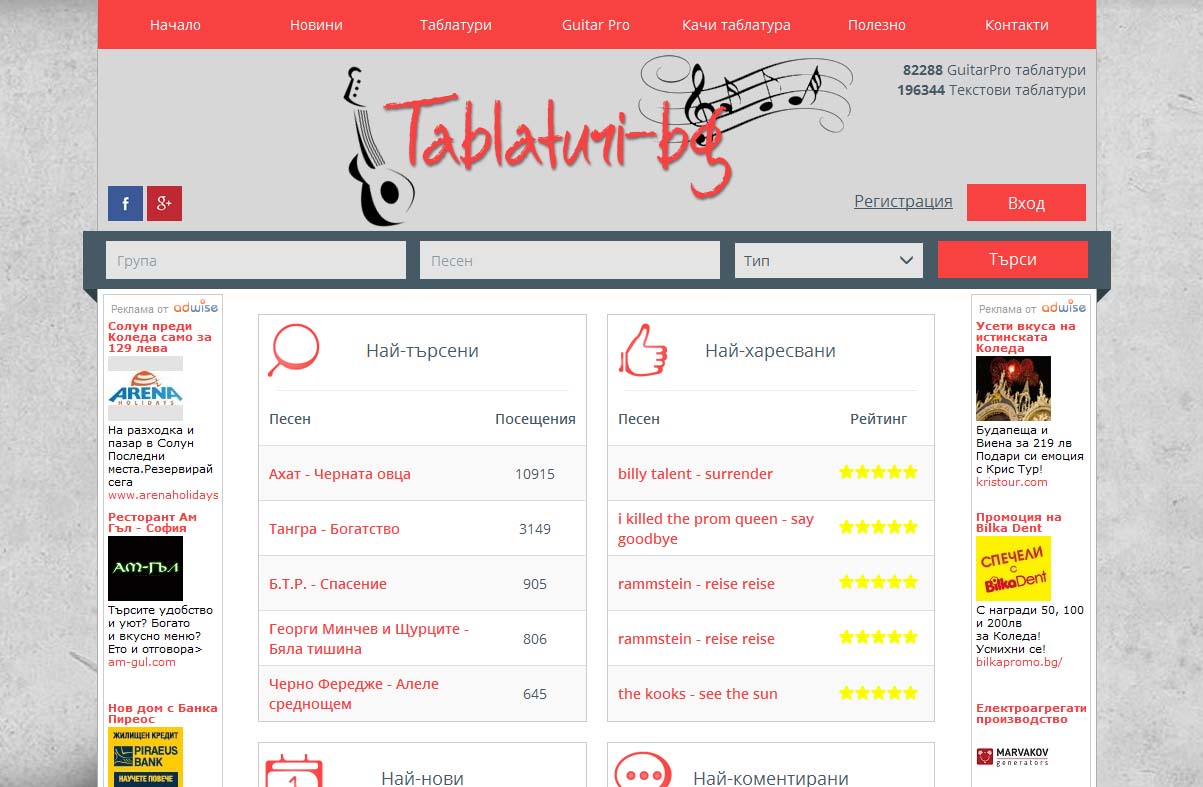 Начало Новини Таблатури Guitar Pro Качи таблатура Полезно Контакти
82288 GuitarPro таблатури
196344 Текстови таблатури
Tablaturi-bg
f g+
Регистрация Вход
Група Песен Тип Търси
Реклама от adwise
Солун преди
Коледа само за
129 лева
ARENA
HOLIDAYS
На разходка и
пазар в Солун
Последни
места.Резервирай
сега
www.arenaholidays
Ресторант Ам
Гъл - София
АМ-ГЪЛ
Търсите удобство
и уют? Богато
и вкусно меню?
Ето и отговора>
am-gul.com
Нов дом с Банка
Пиреос
ЖИЛИЩЕН КРЕДИТ
PIRAEUS
BANK
НАУЧЕТЕ ПОВЕЧЕ
Най-търсени
Песен Посещения
Ахат - Черната овца 10915
Тангра - Богатство 3149
Б.Т.Р. - Спасение 905
Георги Минчев и Щурците -
Бяла тишина 806
Черно Фередже - Алеле
среднощем 645
Най-харесвани
Песен Рейтинг
billy talent - surrender
i killed the prom queen - say
goodbye
rammstein - reise reise
rammstein - reise reise
the kooks - see the sun
1 Най-нови
Най-коментирани
Реклама от adwise
Усети вкуса на
истинската
Коледа
Будапеща и
Виена за 219 лв
Подари си емоция
с Крис Тур!
kristour.com
Промоция на
Bilka Dent
СПЕЧЕЛИ
с
BilkaDent
С награди 50, 100
и 200лв
за Коледа!
Усмихни се!
bilkapromo.bg/
Електроагрегати
производство
MARVAKOV
generators